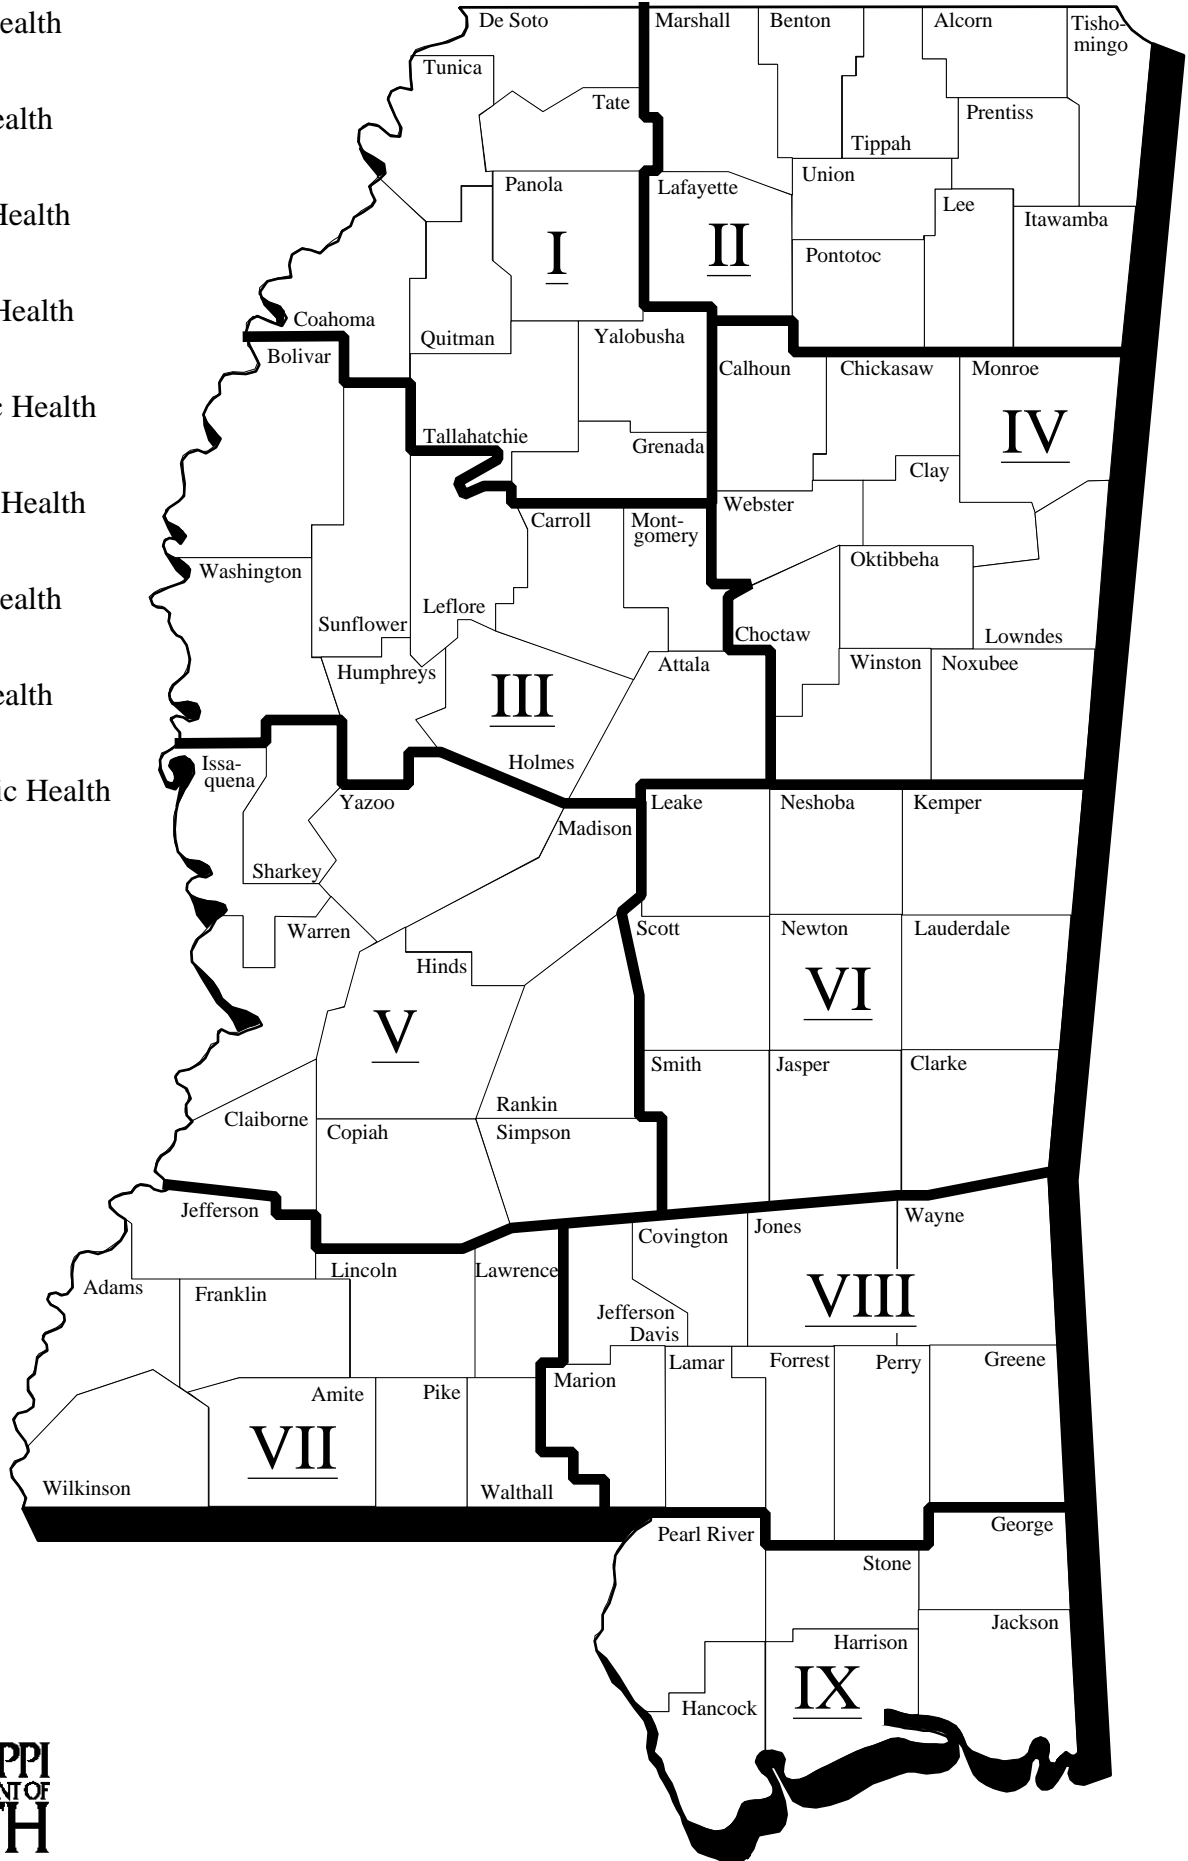 ealth
ealth
Health
Health
c Health
Health
ealth
ealth
ic Health
De Soto
Marshall
Benton
Alcorn
Tisho-
mingo
Tunica
Tate
Prentiss
Tippah
Panola
Lafayette
Union
Lee
Itawamba
I
II
Pontotoc
Coahoma
Quitman
Yalobusha
Bolivar
Calhoun
Chickasaw
Monroe
IV
Tallahatchie
Grenada
Clay
Webster
Carroll
Mont-
gomery
Oktibbeha
Washington
Leflore
Sunflower
Choctaw
Lowndes
Humphreys
Attala
Winston
Noxubee
III
Holmes
Issa-
quena
Yazoo
Leake
Neshoba
Kemper
Madison
Sharkey
Warren
Scott
Newton
Lauderdale
Hinds
VI
V
Smith
Jasper
Clarke
Rankin
Claiborne
Copiah
Simpson
Jefferson
Wayne
Jones
Covington
Lincoln
Lawrence
Adams
Franklin
VIII
Jefferson
Davis
Lamar
Forrest
Perry
Greene
Marion
Amite
Pike
VII
Wilkinson
Walthall
Pearl River
George
Stone
Jackson
Harrison
IX
Hancock
PPI
NT OF
TH